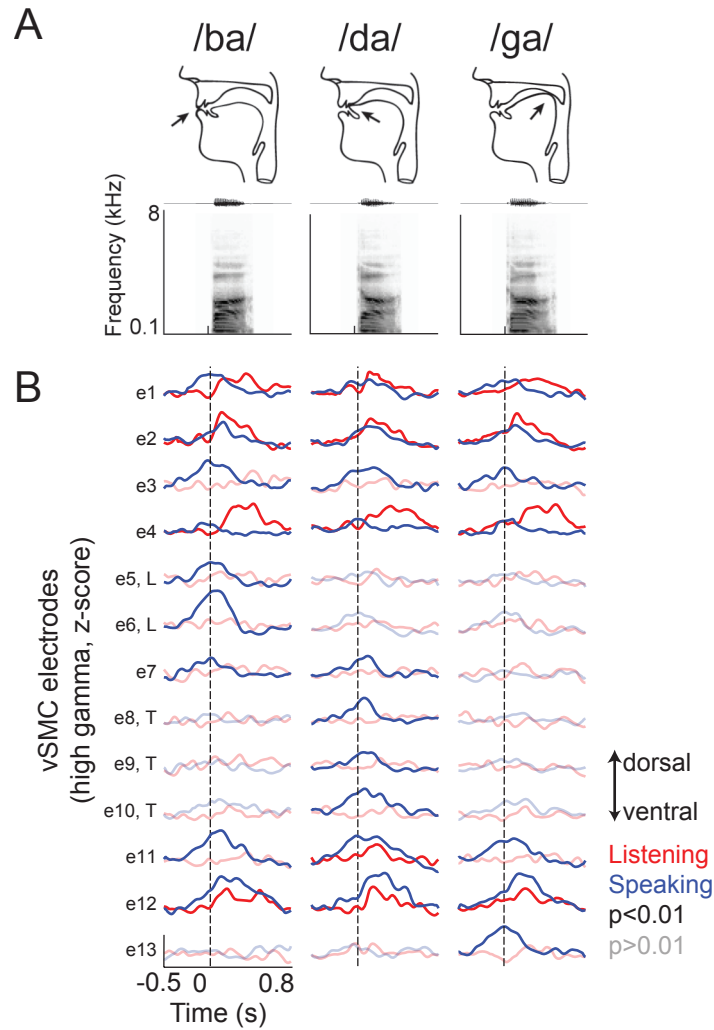 A
/ba/ /da/ /ga/
Frequency (kHz)
8
0.1
B
vSMC electrodes
(high gamma, z-score)
e1
e2
e3
e4
e5, L
e6, L
e7
e8, T
e9, T
e10, T
e11
e12
e13
dorsal
ventral
Listening
Speaking
p<0.01
p>0.01
-0.5 0 0.8
Time (s)